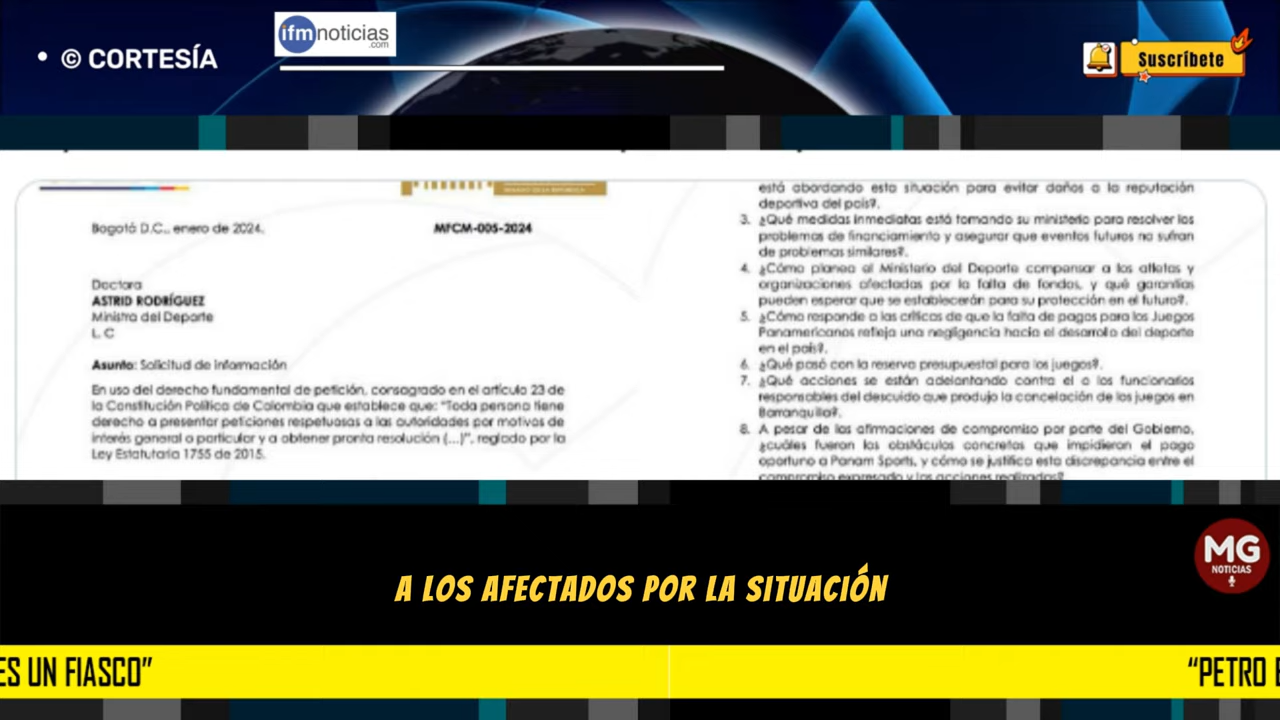 • © CORTESÍA
ifmnoticias
.com
Suscríbete
Bogotá D.C., enero de 2024.
MFCM-005-2024
Doctora
ASTRID RODRÍGUEZ
Ministra del Deporte
L. C
Asunto: Solicitud de información
En uso del derecho fundamental de petición, consagrado en el artículo 23 de
la Constitución Política de Colombia que establece que: "Toda persona tiene
derecho a presentar peticiones respetuosas a las autoridades por motivos de
interés general o particular y a obtener pronta resolución (...)", reglado por la
Ley Estatutaria 1755 de 2015.
está abordando esta situación para evitar daños a la reputación
deportiva del país?.
3. ¿Qué medidas inmediatas está tomando su ministerio para resolver los
problemas de financiamiento y asegurar que eventos futuros no sufran
de problemas similares?.
4. ¿Cómo planea el Ministerio del Deporte compensar a los atletas y
organizaciones afectadas por la falta de fondos, y qué garantías
pueden esperar que se establecerán para su protección en el futuro?.
5. ¿Cómo responde a las críticas de que la falta de pagos para los Juegos
Panamericanos refleja una negligencia hacia el desarrollo del deporte
en el país?.
6. ¿Qué pasó con la reserva presupuestal para los juegos?.
7. ¿Qué acciones se están adelantando contra el o los funcionarios
responsables del descuido que produjo la cancelación de los juegos en
Barranquilla?.
8. A pesar de las afirmaciones de compromiso por parte del Gobierno,
¿cuáles fueron los obstáculos concretos que impidieron el pago
oportuno a Panam Sports, y cómo se justifica esta discrepancia entre el
compromiso expresado y las acciones realizadas?
A LOS AFECTADOS POR LA SITUACIÓN
MG
NOTICIAS
ES UN FIASCO”
“PETRO E